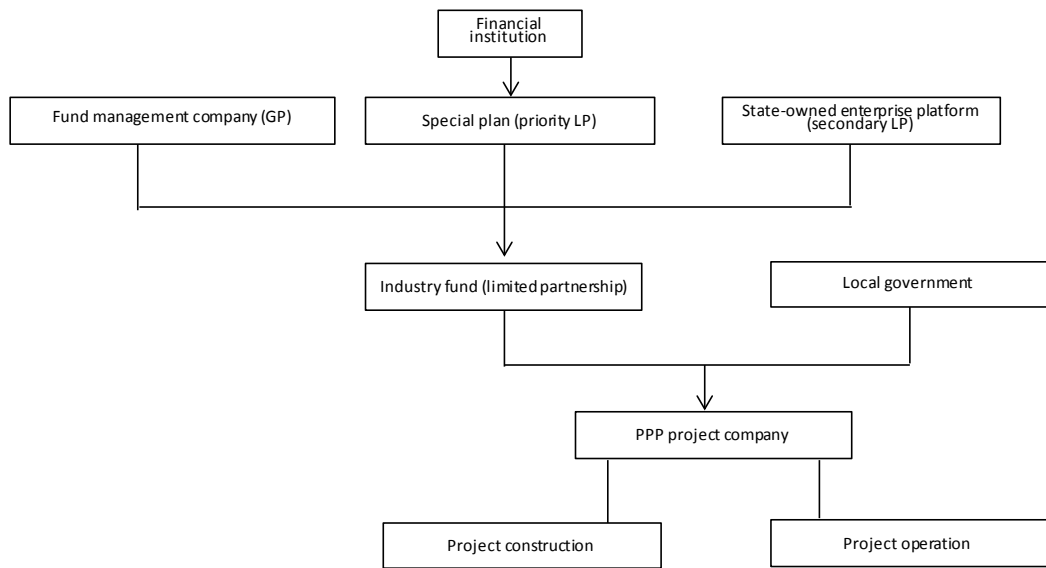 Financial
institution
Fund management company (GP)
Special plan (priority LP)
State-owned enterprise platform
(secondary LP)
Industry fund (limited partnership)
Local government
PPP project company
Project construction
Project operation